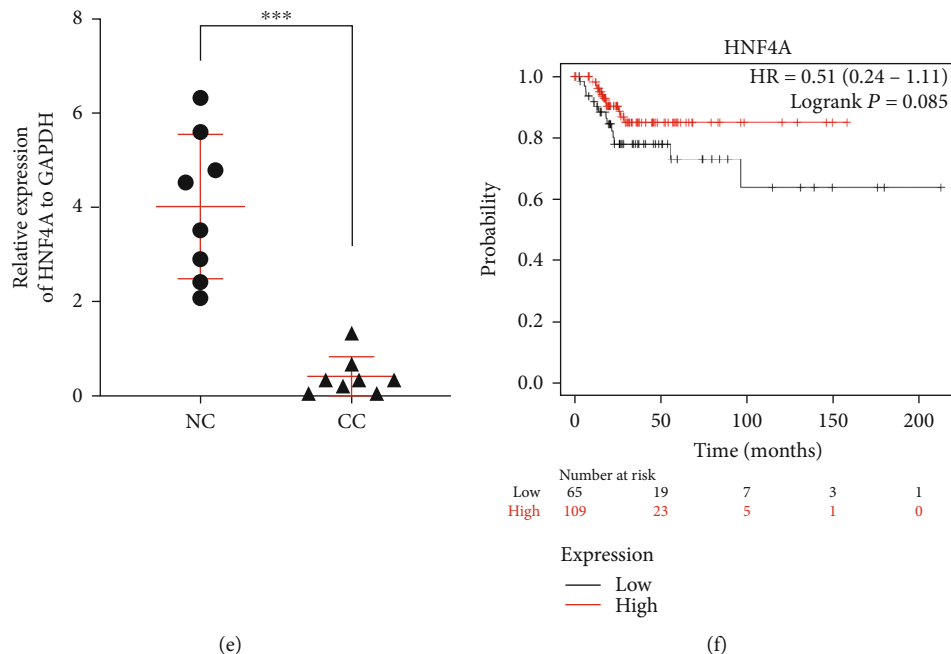 8
6
4
2
0
Relative expression
of HNF4A to GAPDH
***
NC
CC
(e)
HNF4A
HR = 0.51 (0.24 – 1.11)
Logrank P = 0.085
1.0
0.8
0.6
0.4
0.2
0.0
Probability
0 50 100 150 200
Time (months)
Number at risk
Low 65 19 7 3 1
High 109 23 5 1 0
Expression
Low
High
(f)